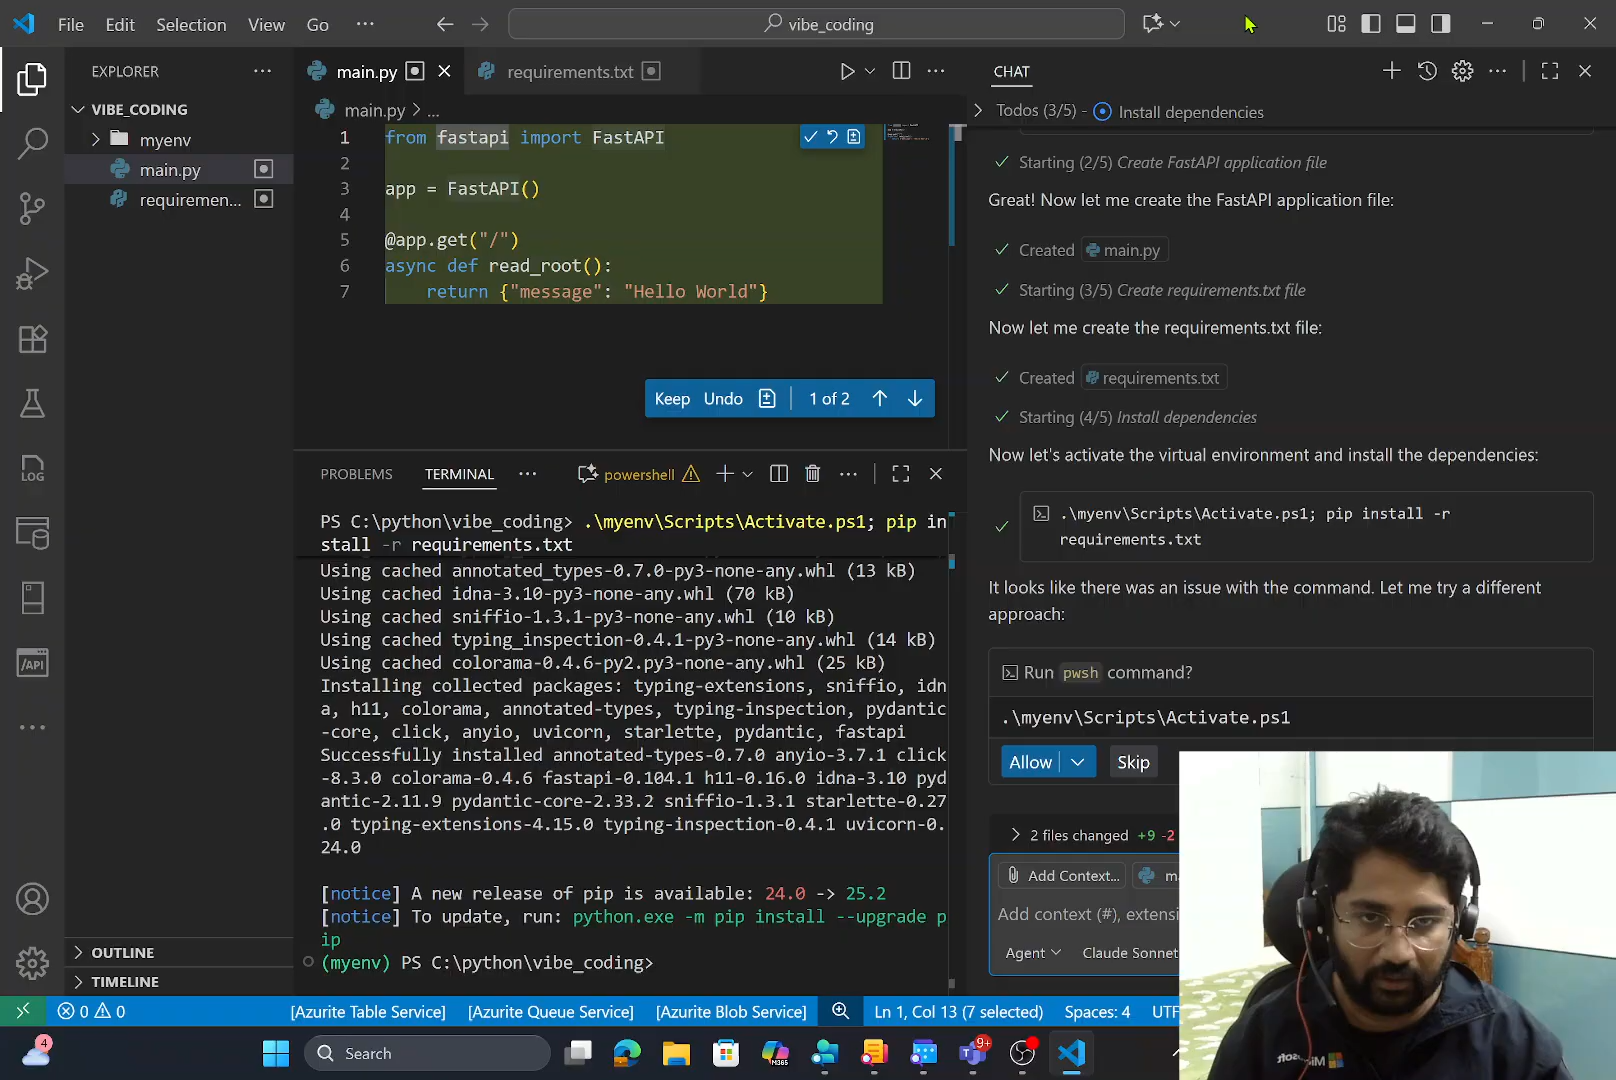 File Edit Selection View Go ···
vibe_coding
EXPLORER
VIBE_CODING
myenv
main.py
requiremen...
OUTLINE
TIMELINE
main.py
requirements.txt
main.py > ...
1 from fastapi import FastAPI
2
3 app = FastAPI()
4
5 @app.get("/")
6 async def read_root():
7 return {"message": "Hello World"}
Keep Undo 1 of 2
PROBLEMS TERMINAL ··· powershell
PS C:\python\vibe_coding> .\myenv\Scripts\Activate.ps1; pip in
stall -r requirements.txt
Using cached annotated_types-0.7.0-py3-none-any.whl (13 kB)
Using cached idna-3.10-py3-none-any.whl (70 kB)
Using cached sniffio-1.3.1-py3-none-any.whl (10 kB)
Using cached typing_inspection-0.4.1-py3-none-any.whl (14 kB)
Using cached colorama-0.4.6-py2.py3-none-any.whl (25 kB)
Installing collected packages: typing-extensions, sniffio, idn
a, h11, colorama, annotated-types, typing-inspection, pydantic
-core, click, anyio, uvicorn, starlette, pydantic, fastapi
Successfully installed annotated-types-0.7.0 anyio-3.7.1 click
-8.3.0 colorama-0.4.6 fastapi-0.104.1 h11-0.16.0 idna-3.10 pyd
antic-2.11.9 pydantic-core-2.33.2 sniffio-1.3.1 starlette-0.27
.0 typing-extensions-4.15.0 typing-inspection-0.4.1 uvicorn-0.
24.0
[notice] A new release of pip is available: 24.0 -> 25.2
[notice] To update, run: python.exe -m pip install --upgrade p
ip
(myenv) PS C:\python\vibe_coding>
CHAT
Todos (3/5) - Install dependencies
Starting (2/5) Create FastAPI application file
Great! Now let me create the FastAPI application file:
Created main.py
Starting (3/5) Create requirements.txt file
Now let me create the requirements.txt file:
Created requirements.txt
Starting (4/5) Install dependencies
Now let's activate the virtual environment and install the dependencies:
.\myenv\Scripts\Activate.ps1; pip install -r
requirements.txt
It looks like there was an issue with the command. Let me try a different
approach:
Run pwsh command?
.\myenv\Scripts\Activate.ps1
Allow Skip
2 files changed +9 -2
Add Context...
Add context (#), extensi
Agent Claude Sonnet
LOG
/API
0 0
[Azurite Table Service] [Azurite Queue Service] [Azurite Blob Service] Ln 1, Col 13 (7 selected) Spaces: 4 UTF
4
Search
M365
9+